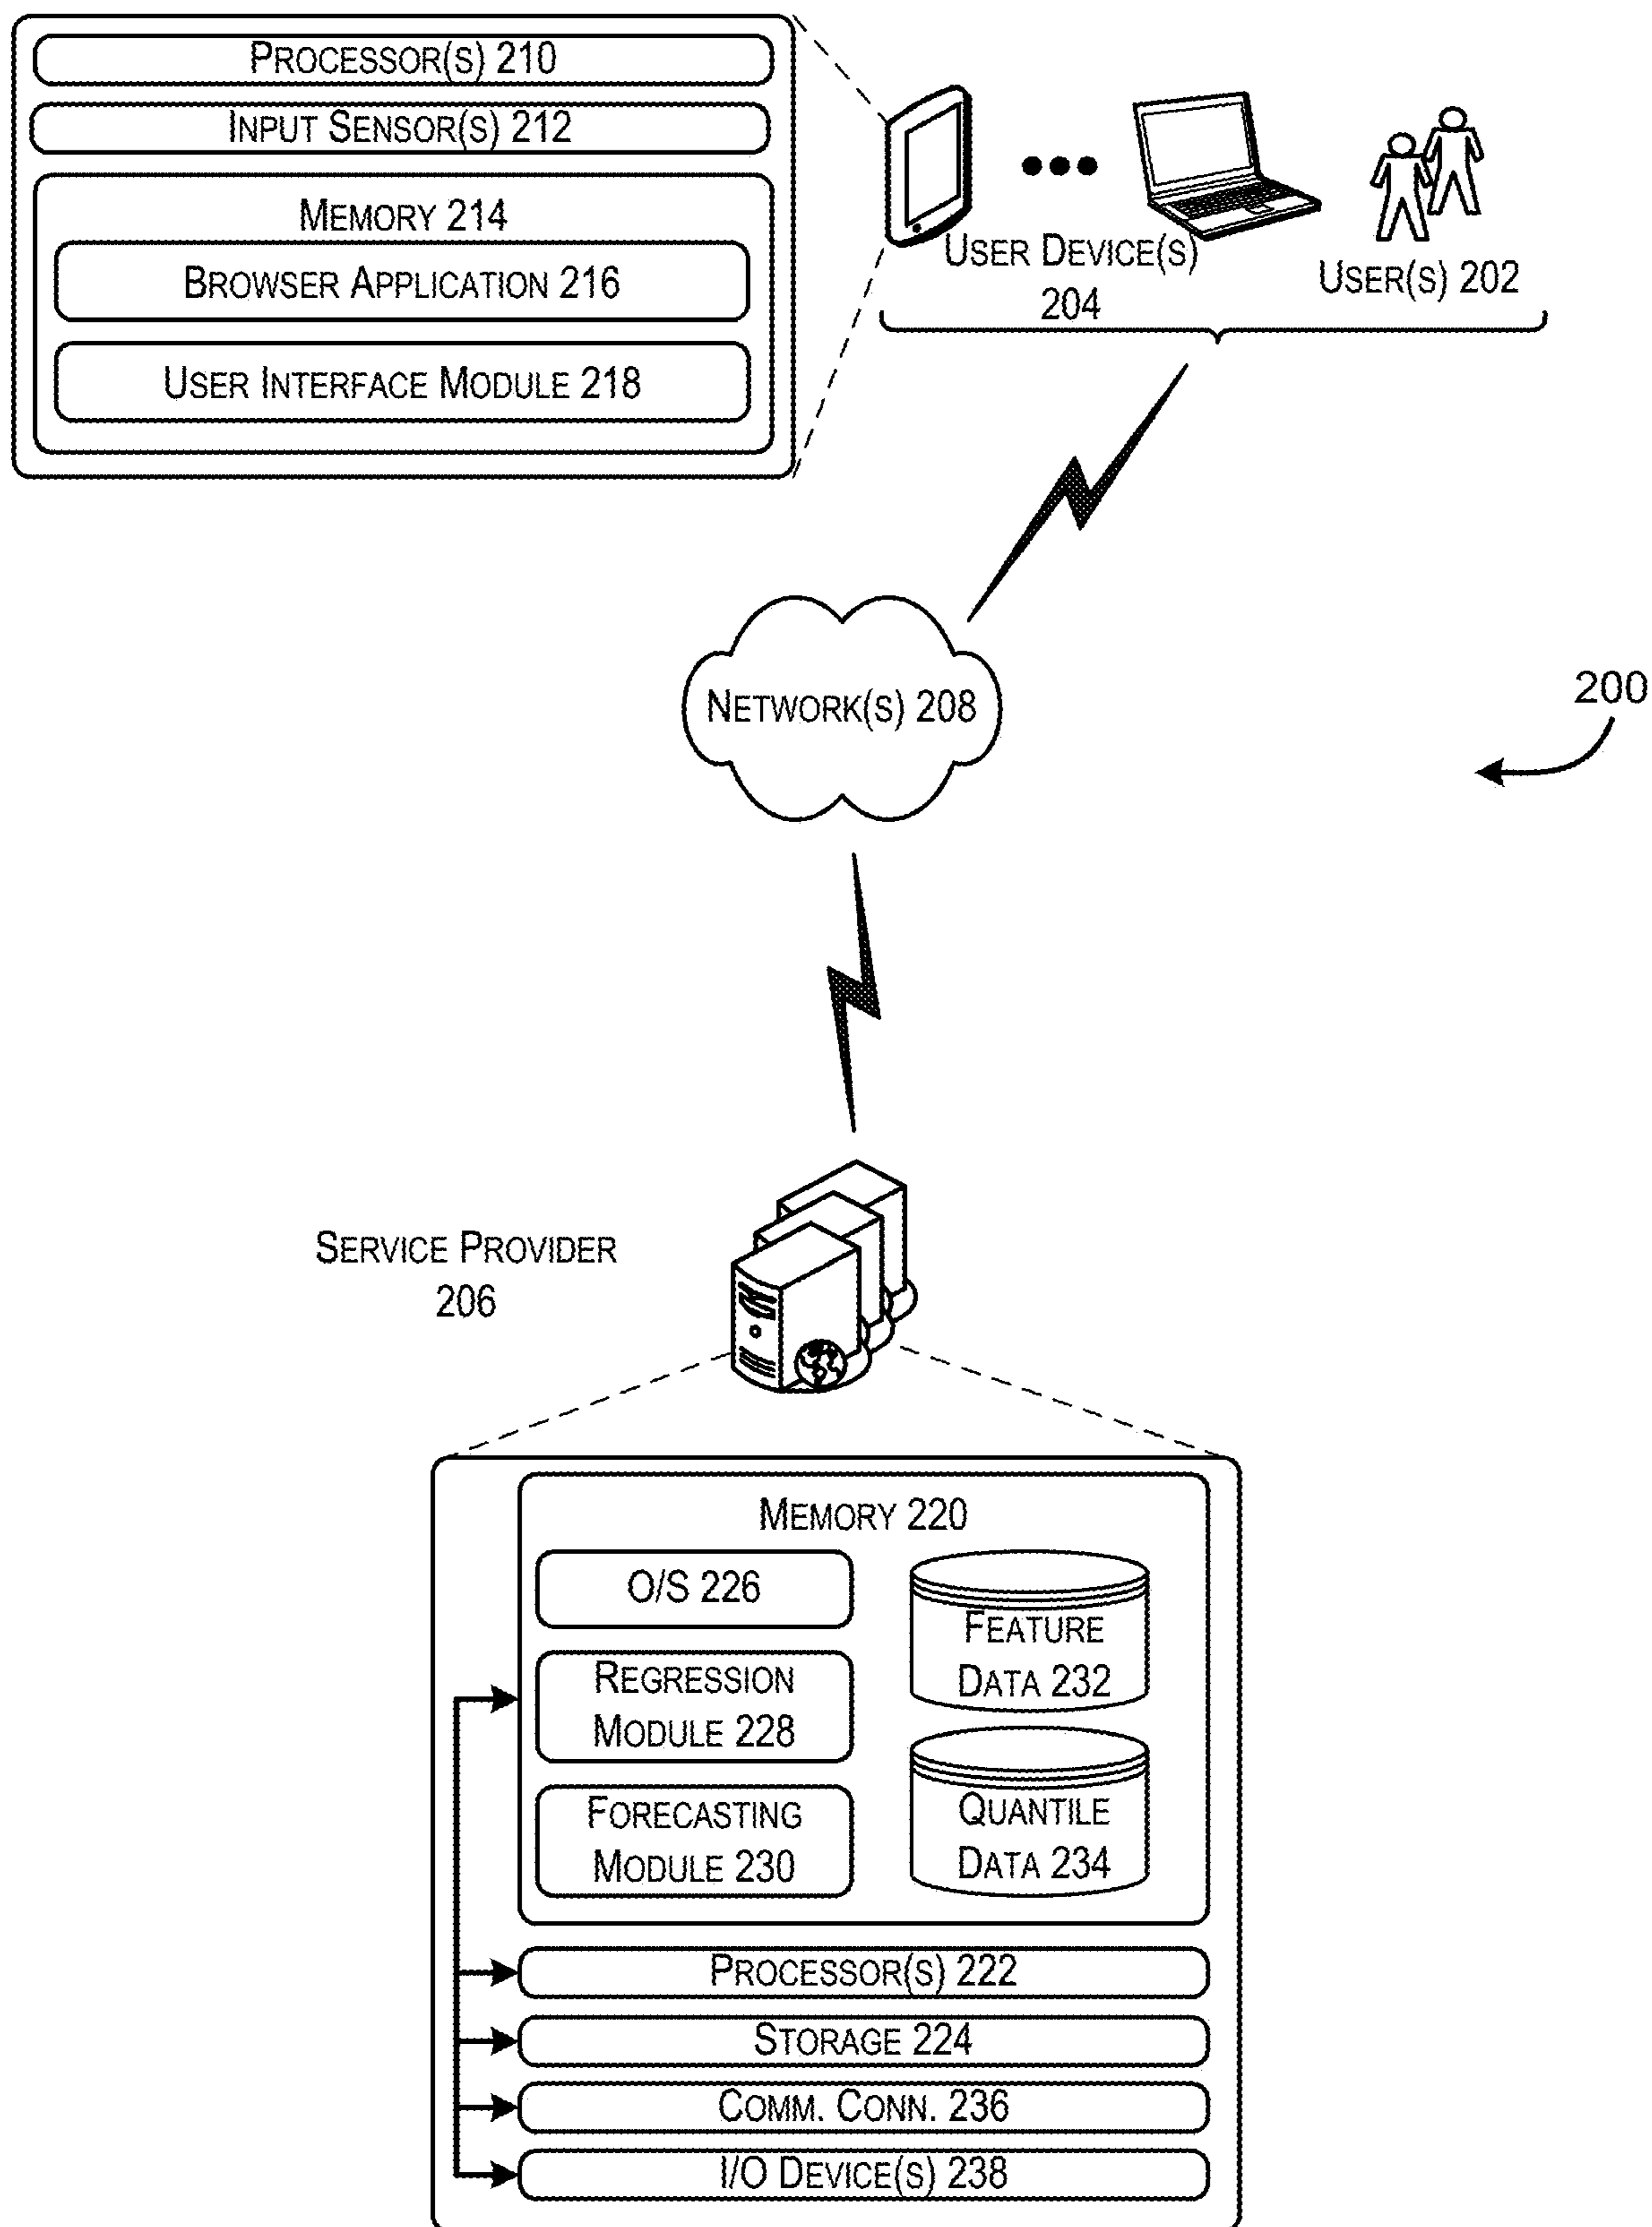 PROCESSOR(S) 210
INPUT SENSOR(S) 212
MEMORY 214
BROWSER APPLICATION 216
USER INTERFACE MODULE 218
USER DEVICE(S)
204
USER(S) 202
NETWORK(S) 208
200
SERVICE PROVIDER
206
MEMORY 220
O/S 226
REGRESSION
MODULE 228
FORECASTING
MODULE 230
FEATURE
DATA 232
QUANTILE
DATA 234
PROCESSOR(S) 222
STORAGE 224
COMM. CONN. 236
I/O DEVICE(S) 238